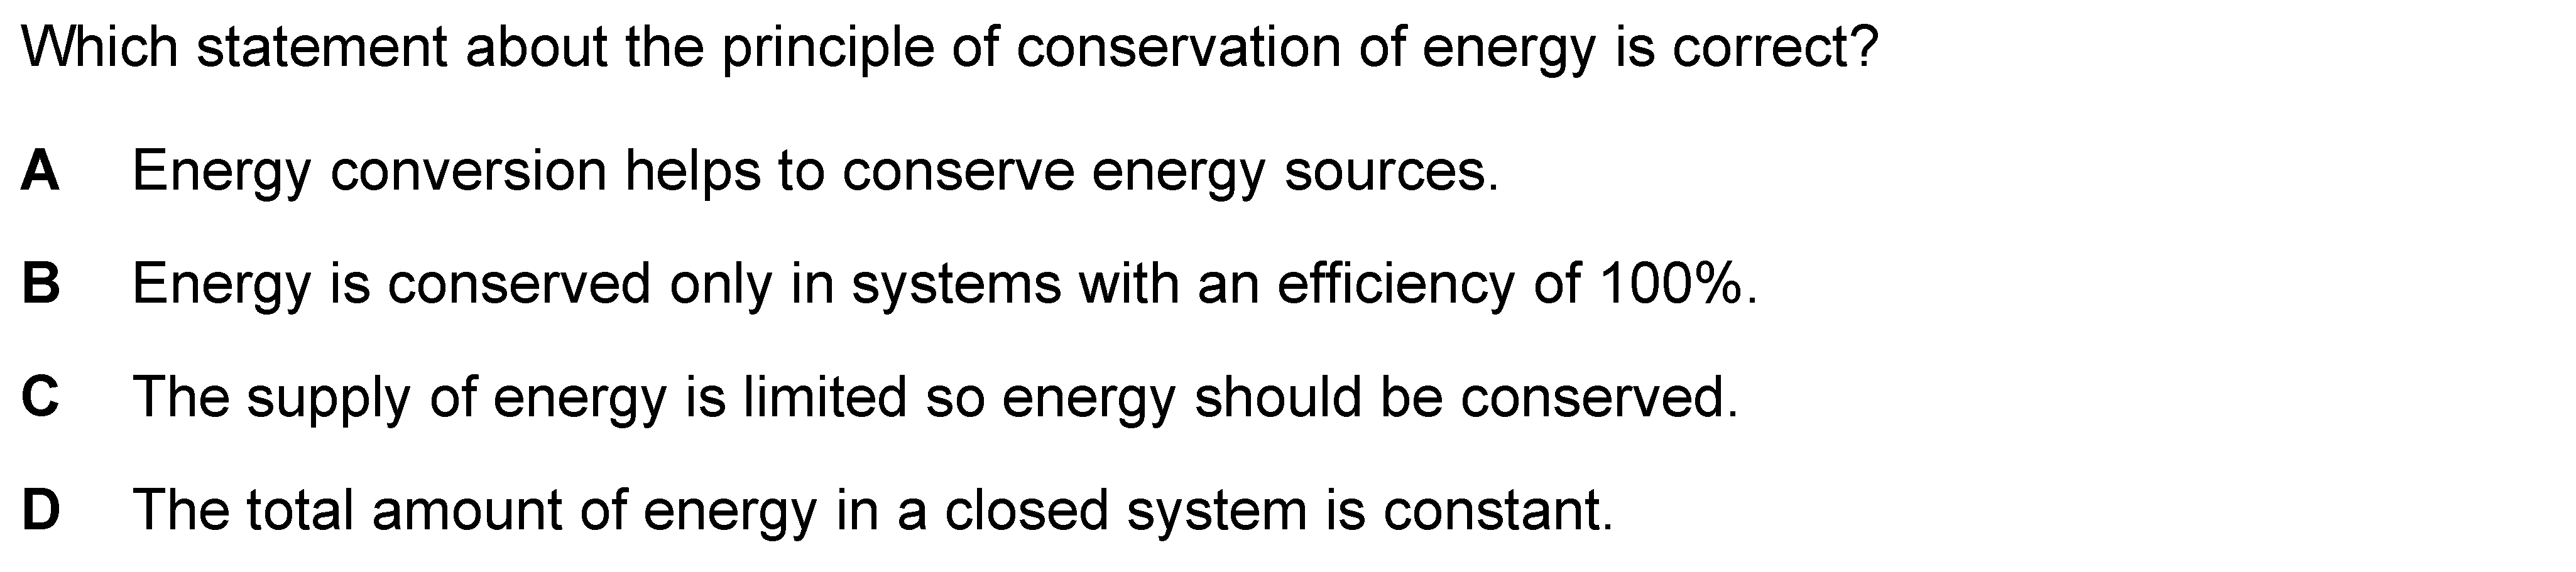 Which statement about the principle of conservation of energy is correct?
A Energy conversion helps to conserve energy sources.
B Energy is conserved only in systems with an efficiency of 100%.
C The supply of energy is limited so energy should be conserved.
D The total amount of energy in a closed system is constant.